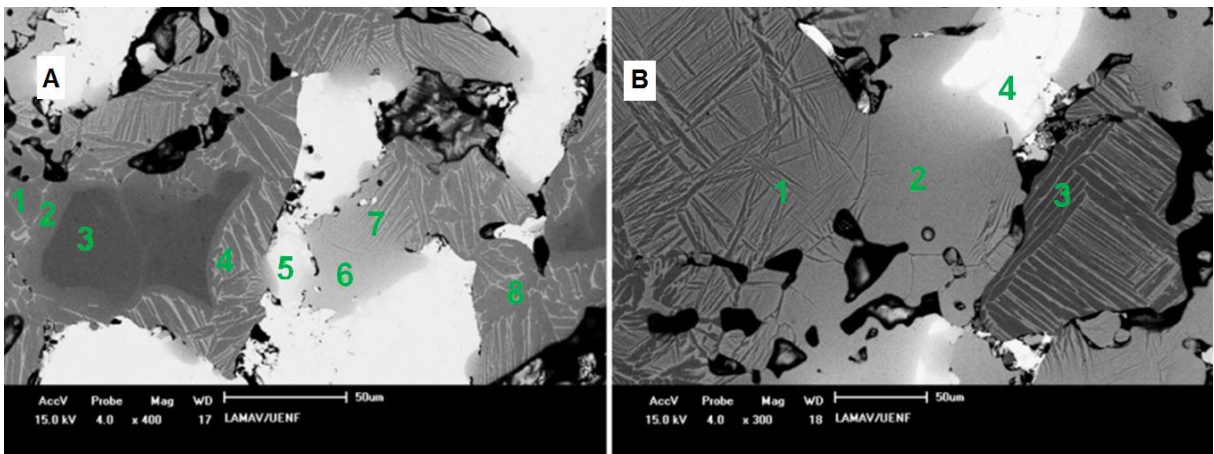 A
1
2
3
4
5
6
7
8
AccV Probe Mag WD 50um
15.0 kV 4.0 x 400 17 LAMAV/UENF
B
1
2
3
4
AccV Probe Mag WD 50um
15.0 kV 4.0 x 300 18 LAMAV/UENF